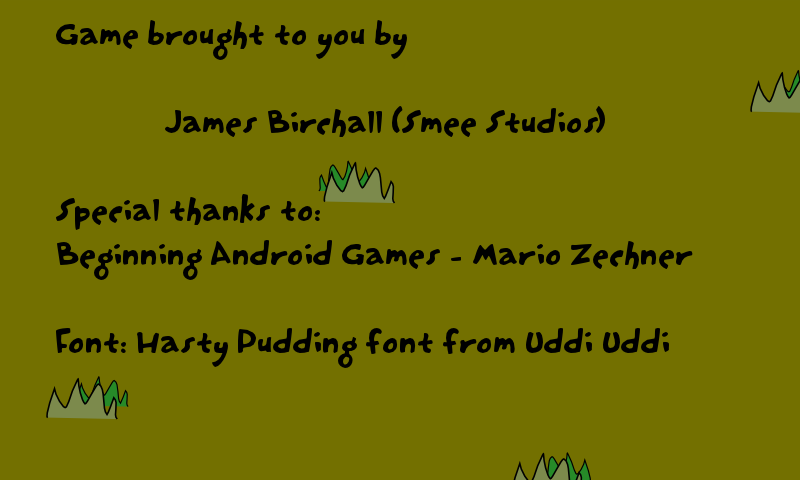 Game brought to you by
James Birchall (Smee Studios)
Special thanks to:
Beginning Android Games - Mario Zechner
Font: Hasty Pudding font from Uddi Uddi